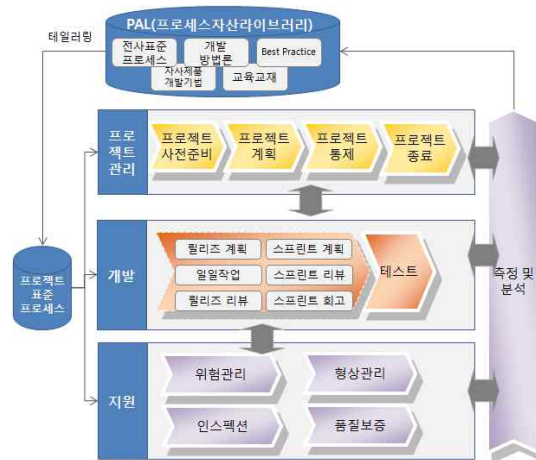 PAL(프로세스자산라이브러리)
테일러링
전사표준
프로세스
개발
방법론
Best Practice
자사제품
개발기법
교육교재
프로
젝트
관리
프로젝트
사전준비
프로젝트
계획
프로젝트
통제
프로젝트
종료
프로젝트
표준
프로세스
개발
릴리즈 계획
스프린트 계획
일일작업
스프린트 리뷰
릴리즈 리뷰
스프린트 회고
테스트
측정 및
분석
지원
위험관리
형상관리
인스펙션
품질보증